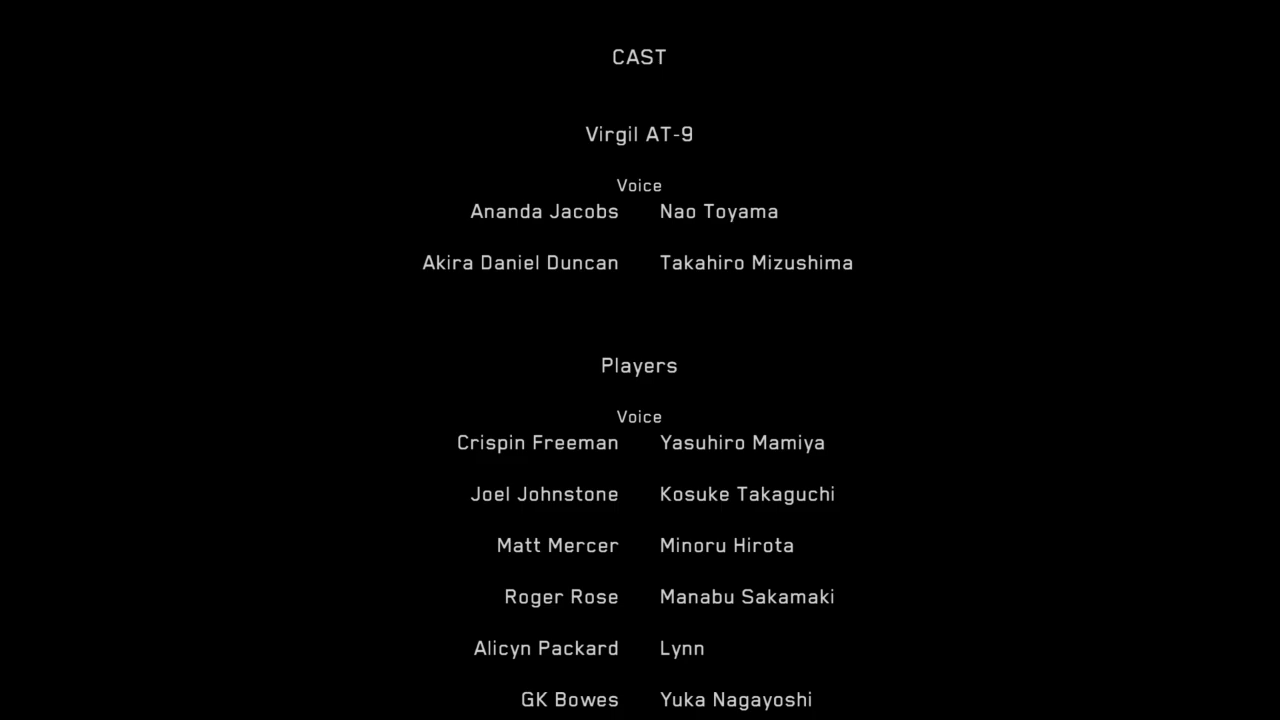 CAST
Virgil AT-9
Voice
Ananda Jacobs Nao Toyama
Akira Daniel Duncan Takahiro Mizushima
Players
Voice
Crispin Freeman Yasuhiro Mamiya
Joel Johnstone Kosuke Takaguchi
Matt Mercer Minoru Hirota
Roger Rose Manabu Sakamaki
Alicyn Packard Lynn
GK Bowes Yuka Nagayoshi